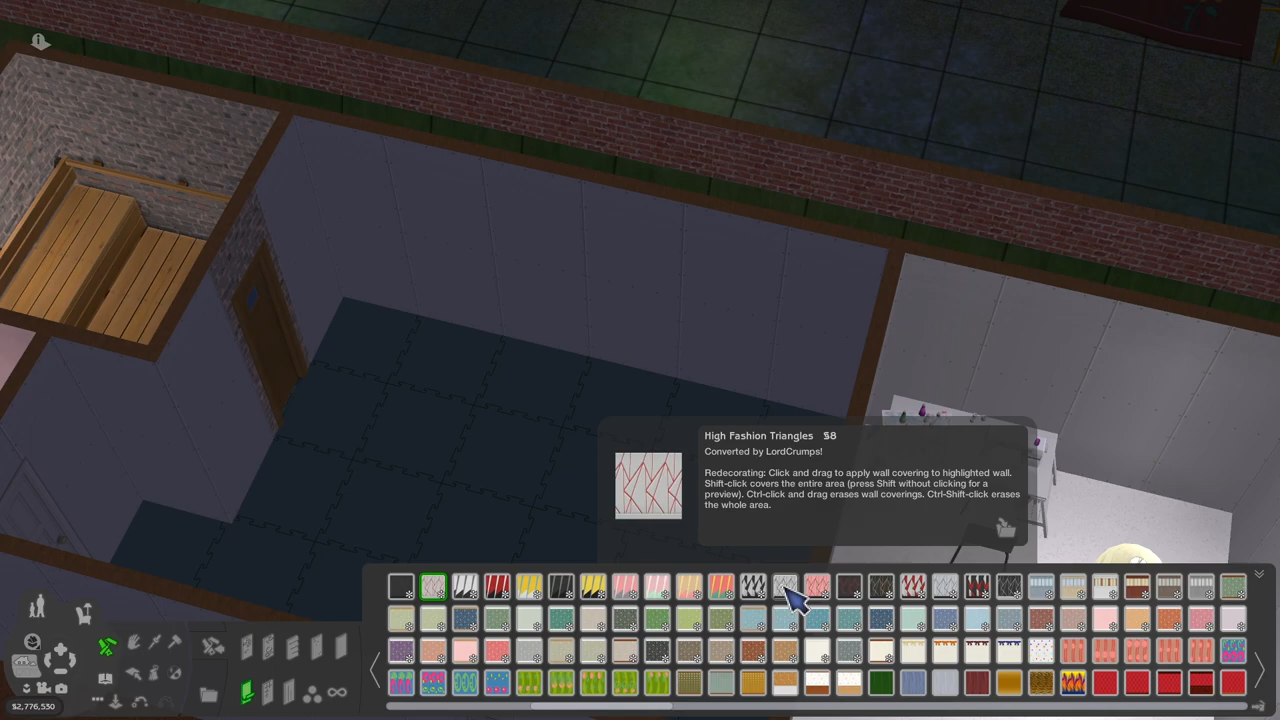 High Fashion Triangles §8
Converted by LordCrumps!
Redecorating: Click and drag to apply wall covering to highlighted wall.
Shift-click covers the entire area (press Shift without clicking for a
preview). Ctrl-click and drag erases wall coverings. Ctrl-Shift-click erases
the whole area.
§2,776,530